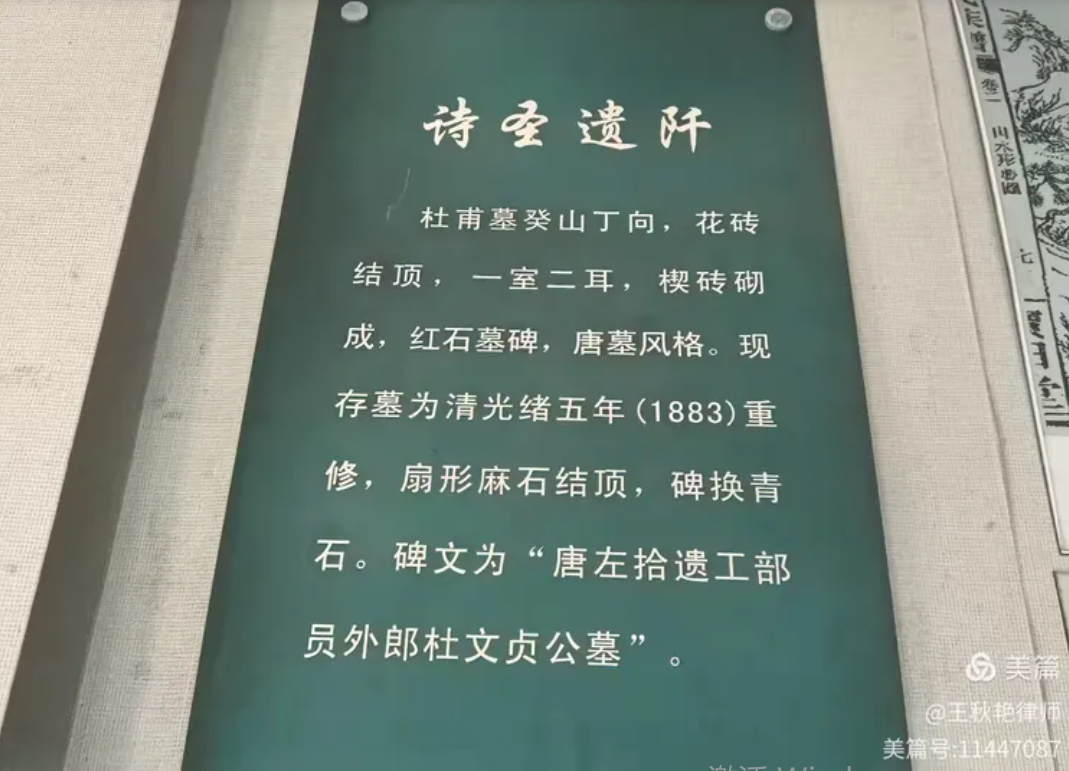 诗圣遗阡
杜甫墓癸山丁向，花砖
结顶，一室二耳，楔砖砌
成，红石墓碑，唐墓风格。现
存墓为清光绪五年(1883)重
修，扇形麻石结顶，碑换青
石。碑文为“唐左拾遗工部
员外郎杜文贞公墓”。
卷二
美篇
@王秋艳律师
美篇号:11447087